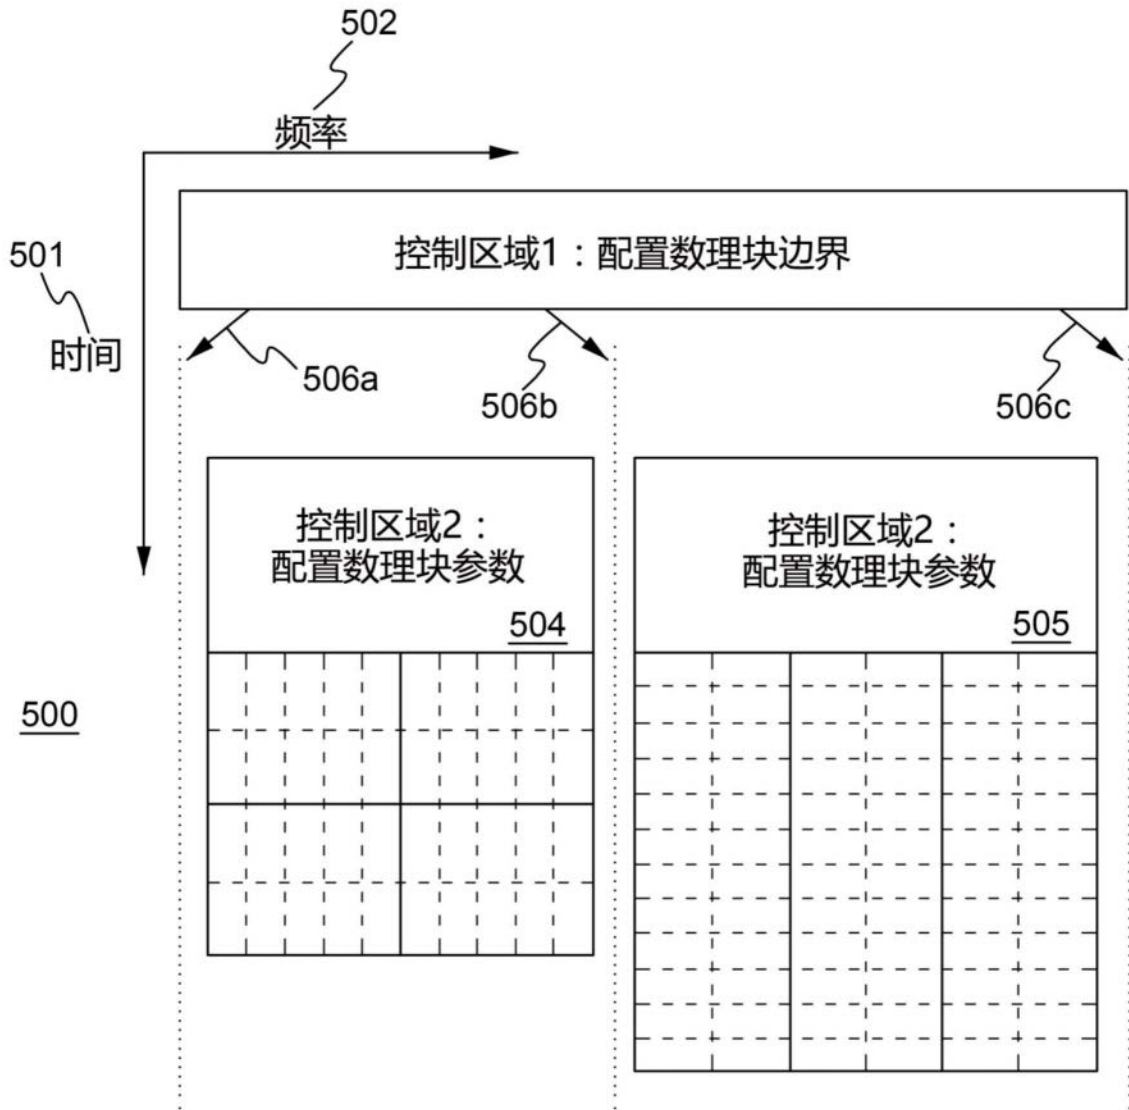 502
频率
控制区域1：配置数理块边界
501
时间
506a
506b
506c
控制区域2：
配置数理块参数
504
控制区域2：
配置数理块参数
505
500